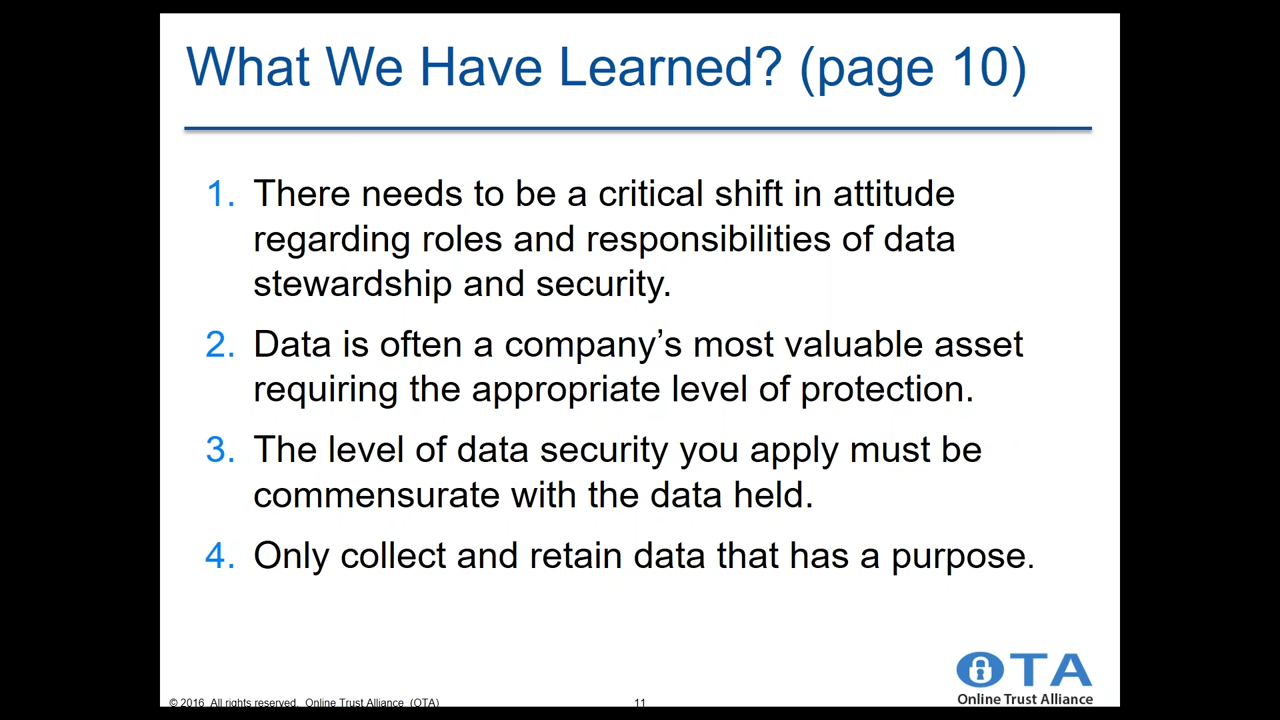 What We Have Learned? (page 10)
1. There needs to be a critical shift in attitude
regarding roles and responsibilities of data
stewardship and security.
2. Data is often a company’s most valuable asset
requiring the appropriate level of protection.
3. The level of data security you apply must be
commensurate with the data held.
4. Only collect and retain data that has a purpose.
OTA
© 2016 All rights reserved. Online Trust Alliance (OTA)
11
Online Trust Alliance